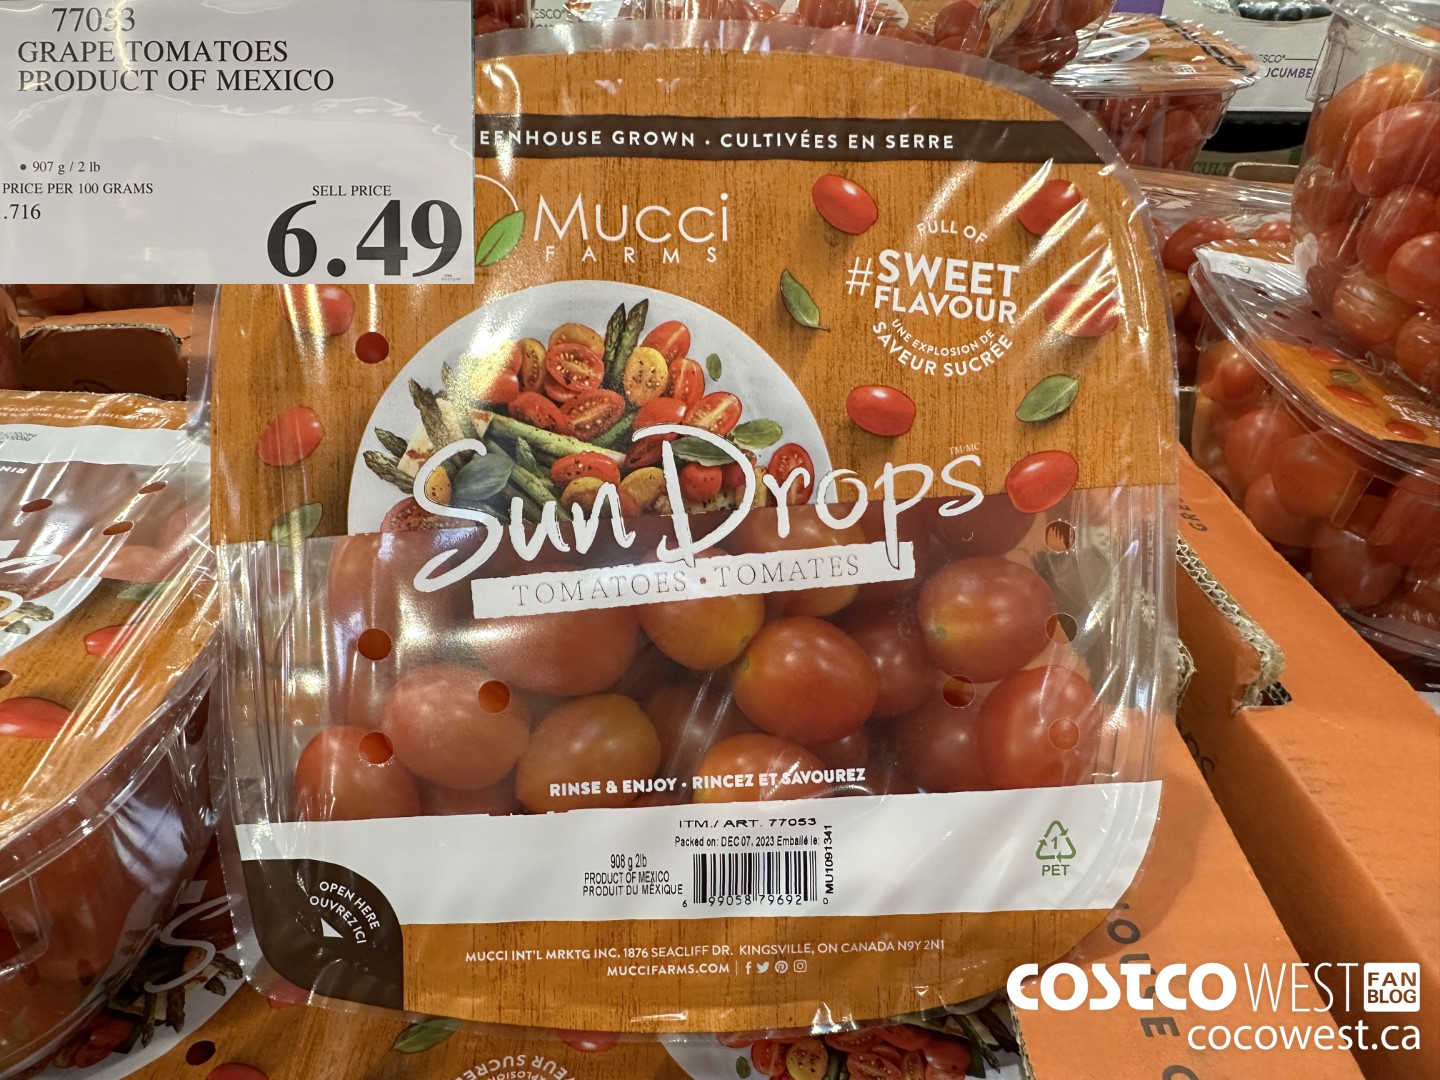 77053
GRAPE TOMATOES
PRODUCT OF MEXICO
• 907 g / 2 lb
PRICE PER 100 GRAMS
.716
SELL PRICE
6.49
EENHOUSE GROWN · CULTIVÉES EN SERRE
MUCCi
FARMS
FULL OF
#SWEET
FLAVOUR
UNE EXPLOSION DE
SAVEUR SUCRÉE
Sun Drops
TM/MC
TOMATOES · TOMATES
RINSE & ENJOY · RINCEZ ET SAVOUREZ
ITM./ ART. 77053
Packed on: DEC 07, 2023 Emballé le:
908 g 2lb
PRODUCT OF MEXICO
PRODUIT DU MÉXIQUE
6 99058 79692 0
MU1091341
1
PET
OPEN HERE
OUVREZ ICI
MUCCI INT'L MRKTG INC. 1876 SEACLIFF DR. KINGSVILLE, ON CANADA N9Y 2N1
MUCCIFARMS.COM
COSTCO WEST FAN BLOG
cocowest.ca